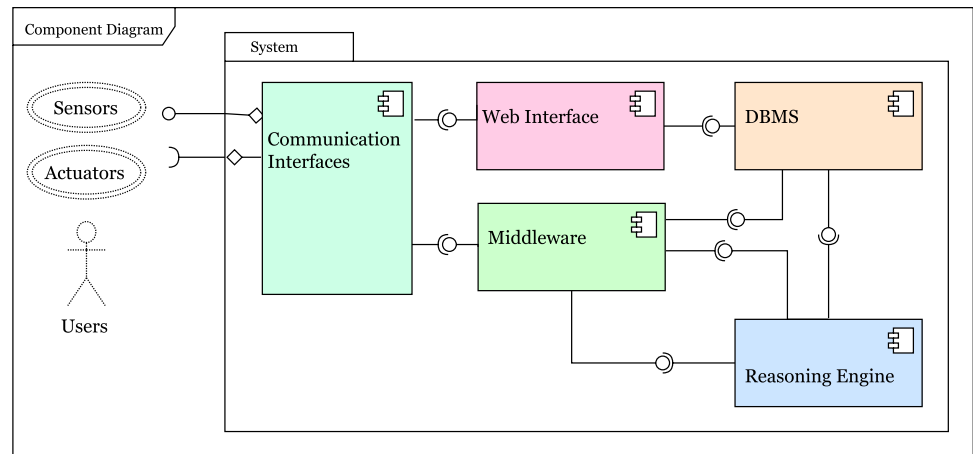 Component Diagram
System
Sensors
Actuators
Users
Communication
Interfaces
Web Interface
DBMS
Middleware
Reasoning Engine